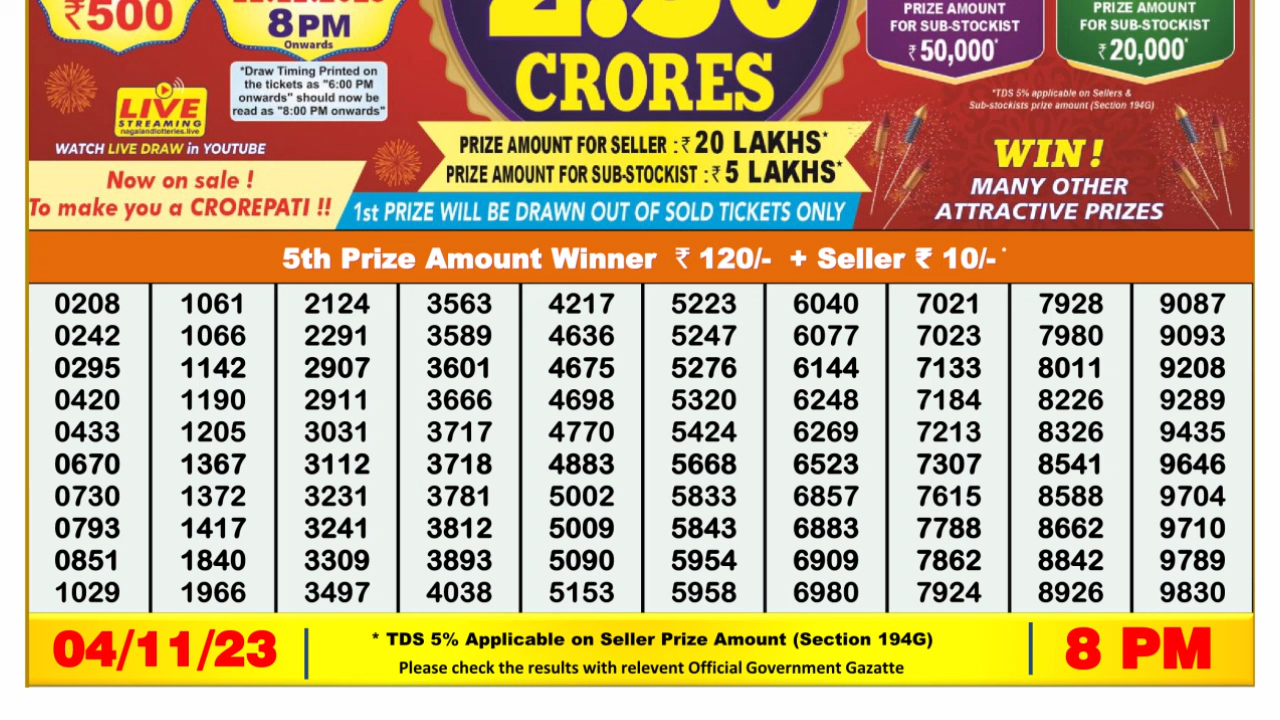 ₹500
8PM
Onwards
*Draw Timing Printed on
the tickets as "6:00 PM
onwards" should now be
read as "8:00 PM onwards"
LIVE
STREAMING
nagalandlotteries.live
WATCH LIVE DRAW in YOUTUBE
Now on sale !
To make you a CROREPATI !!
CRORES
PRIZE AMOUNT FOR SELLER : ₹ 20 LAKHS*
PRIZE AMOUNT FOR SUB-STOCKIST : ₹ 5 LAKHS*
1st PRIZE WILL BE DRAWN OUT OF SOLD TICKETS ONLY
PRIZE AMOUNT
FOR SUB-STOCKIST
₹ 50,000*
PRIZE AMOUNT
FOR SUB-STOCKIST
₹ 20,000*
*TDS 5% applicable on Sellers &
Sub-stockists prize amount (Section 194G)
WIN !
MANY OTHER
ATTRACTIVE PRIZES
5th Prize Amount Winner ₹ 120/- + Seller ₹ 10/- *
0208 1061 2124 3563 4217 5223 6040 7021 7928 9087
0242 1066 2291 3589 4636 5247 6077 7023 7980 9093
0295 1142 2907 3601 4675 5276 6144 7133 8011 9208
0420 1190 2911 3666 4698 5320 6248 7184 8226 9289
0433 1205 3031 3717 4770 5424 6269 7213 8326 9435
0670 1367 3112 3718 4883 5668 6523 7307 8541 9646
0730 1372 3231 3781 5002 5833 6857 7615 8588 9704
0793 1417 3241 3812 5009 5843 6883 7788 8662 9710
0851 1840 3309 3893 5090 5954 6909 7862 8842 9789
1029 1966 3497 4038 5153 5958 6980 7924 8926 9830
04/11/23
* TDS 5% Applicable on Seller Prize Amount (Section 194G)
Please check the results with relevent Official Government Gazatte
8 PM